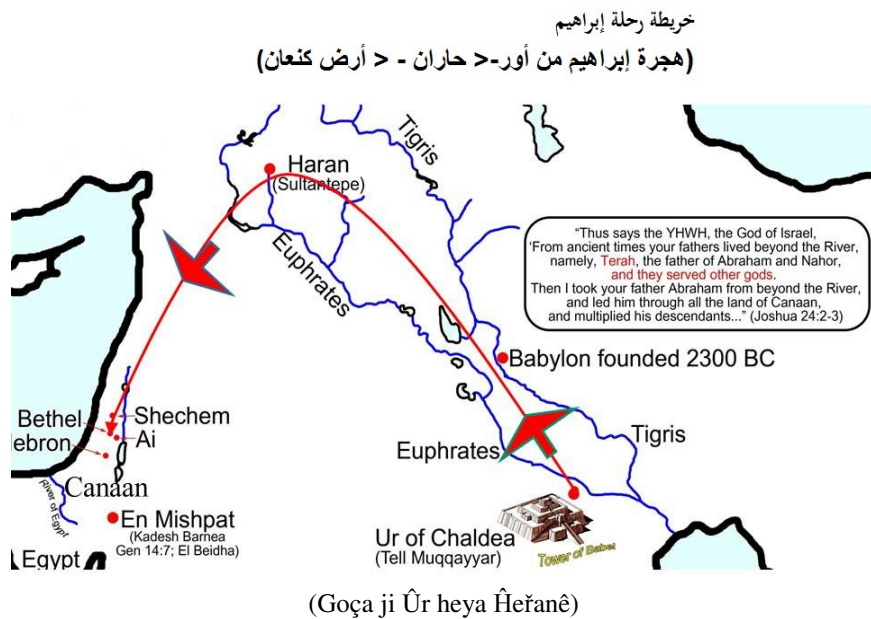 خريطة رحلة إبراهيم
(هجرة إبراهيم من أور-< حاران - < أرض كنعان)
Haran
(Sultantepe)
Tigris
Euphrates
“Thus says the YHWH, the God of Israel,
‘From ancient times your fathers lived beyond the River,
namely, Terah, the father of Abraham and Nahor,
and they served other gods.
Then I took your father Abraham from beyond the River,
and led him through all the land of Canaan,
and multiplied his descendants...” (Joshua 24:2-3)
Babylon founded 2300 BC
Bethel
Shechem
lebron
Ai
Euphrates
Tigris
Canaan
River of Egypt
En Mishpat
(Kadesh Barnea
Gen 14:7; El Beidha)
Egypt
Ur of Chaldea
(Tell Muqqayyar)
Tower of Babel
(Goça ji Ûr heya Ĥeřanê)